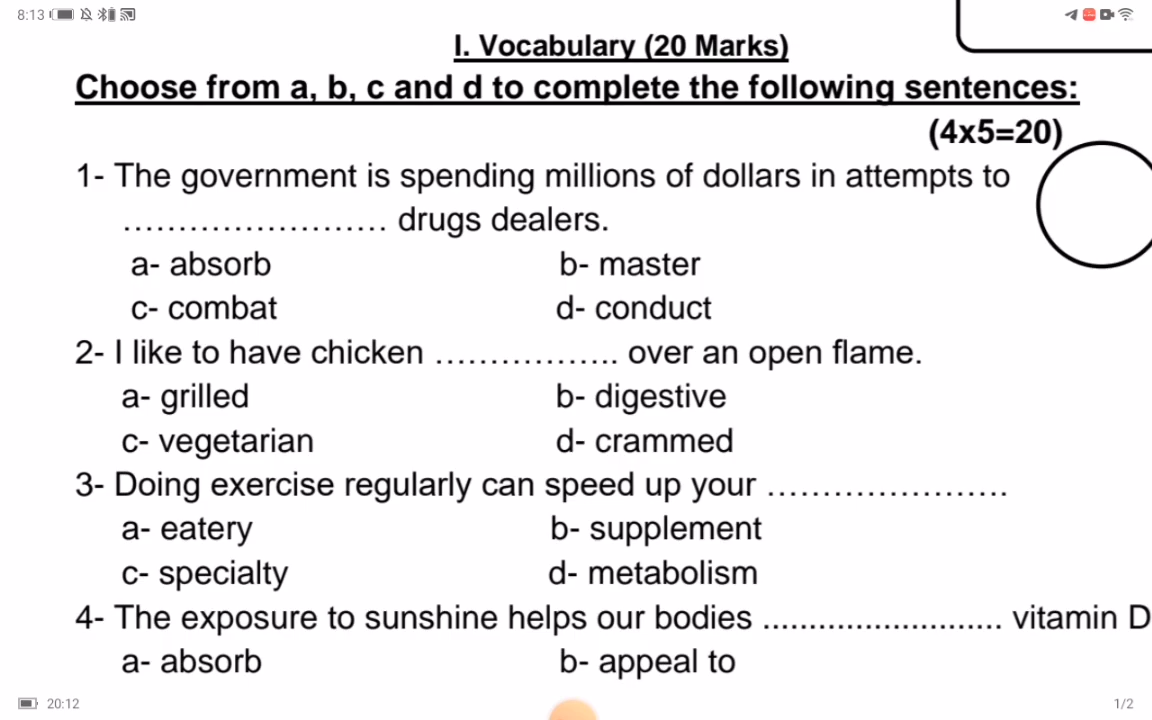 8:13
I. Vocabulary (20 Marks)
Choose from a, b, c and d to complete the following sentences:
(4x5=20)
1- The government is spending millions of dollars in attempts to
........................ drugs dealers.
a- absorb b- master
c- combat d- conduct
2- I like to have chicken ................. over an open flame.
a- grilled b- digestive
c- vegetarian d- crammed
3- Doing exercise regularly can speed up your ......................
a- eatery b- supplement
c- specialty d- metabolism
4- The exposure to sunshine helps our bodies ......................... vitamin D
a- absorb b- appeal to
20:12 1/2